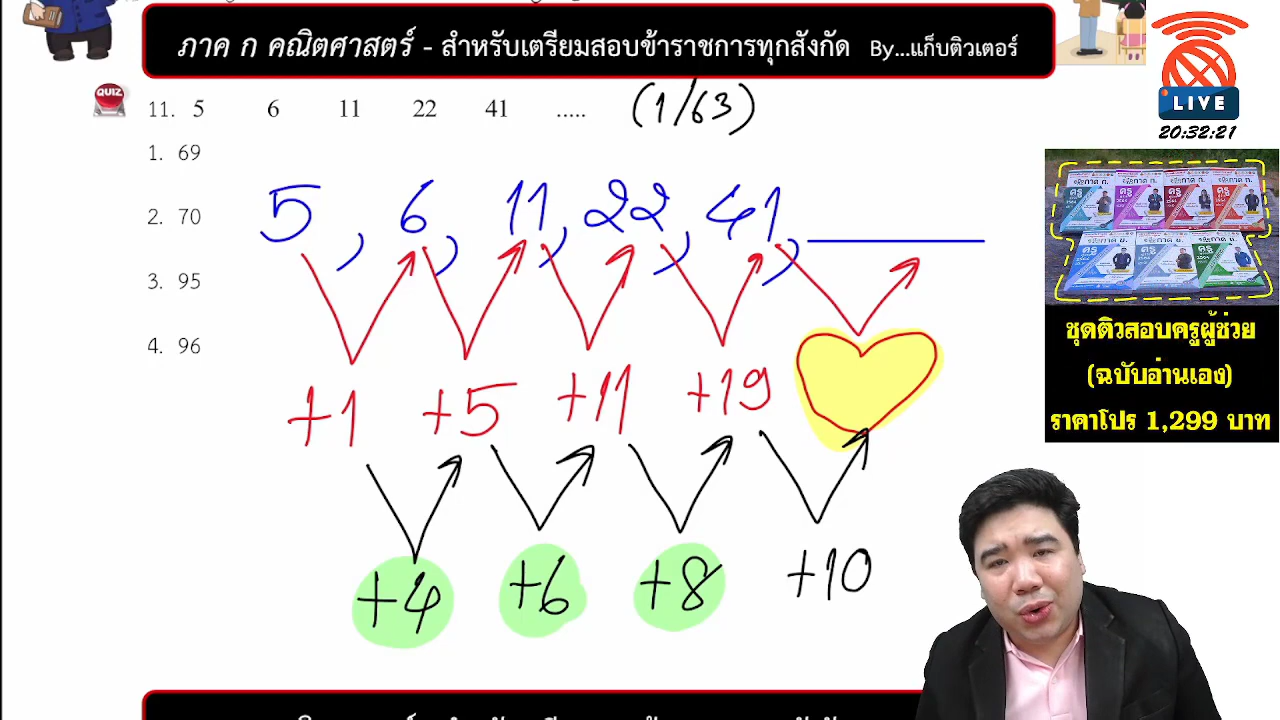 ภาค ก คณิตศาสตร์ - สำหรับเตรียมสอบข้าราชการทุกสังกัด By...แก็บติวเตอร์
LIVE
20:32:21
QUIZ
11. 5 6 11 22 41 ..... (1/63)
1. 69
2. 70
3. 95
4. 96
5, 6, 11, 22, 41,
+1 +5 +11 +19
+4 +6 +8 +10
ชุดติวสอบครูผู้ช่วย
(ฉบับอ่านเอง)
ราคาโปร 1,299 บาท